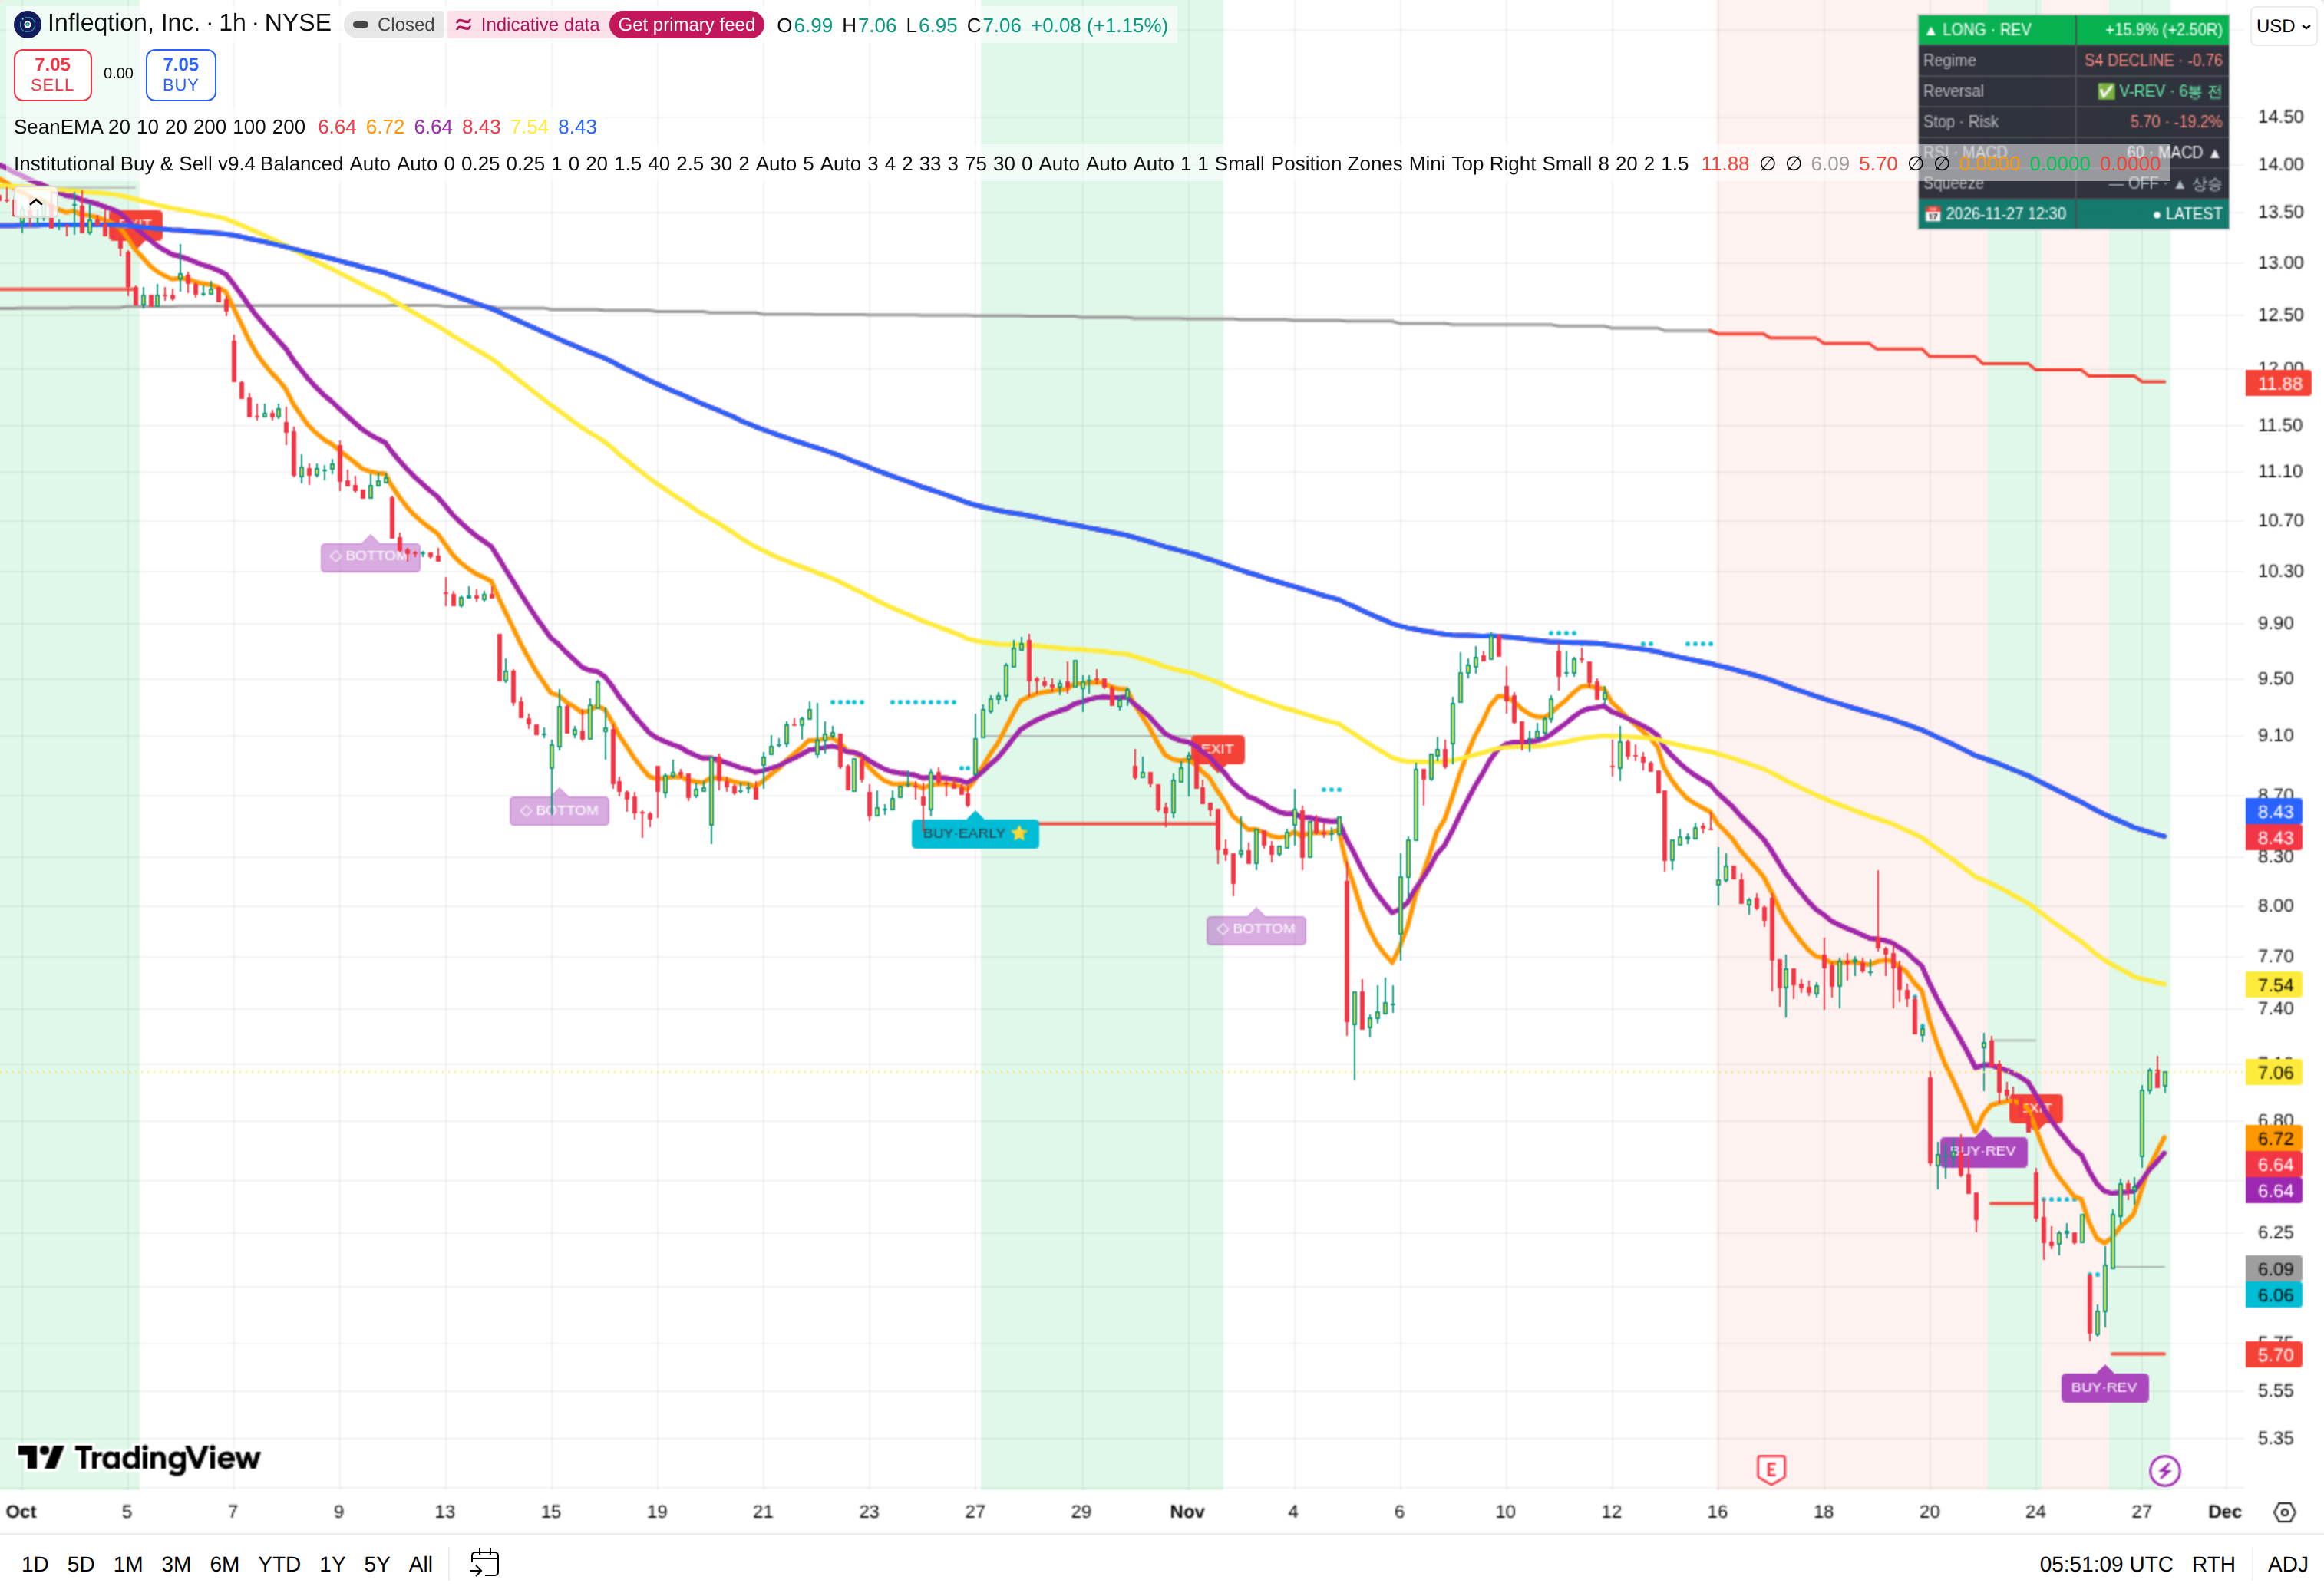 Infleqtion, Inc. · 1h · NYSE Closed Indicative data Get primary feed O6.99 H7.06 L6.95 C7.06 +0.08 (+1.15%)
7.05 SELL
0.00
7.05 BUY
SeanEMA 20 10 20 200 100 200 6.64 6.72 6.64 8.43 7.54 8.43
Institutional Buy & Sell v9.4 Balanced Auto Auto 0 0.25 0.25 1 0 20 1.5 40 2.5 30 2 Auto 5 Auto 3 4 2 33 3 75 30 0 Auto Auto Auto 1 1 Small Position Zones Mini Top Right Small 8 20 2 1.5 11.88 ∅ ∅ 6.09 5.70 ∅ ∅ 0.0000 0.0000 0.0000
▲ LONG · REV +15.9% (+2.50R)
Regime S4 DECLINE · -0.76
Reversal ✅ V-REV · 6봉 전
Stop · Risk 5.70 · -19.2%
RSI · MACD 60 · MACD ▲
Squeeze — OFF · ▲ 상승
📅 2026-11-27 12:30 ● LATEST
USD
EXIT
◇ BOTTOM
◇ BOTTOM
BUY-EARLY ⭐
EXIT
◇ BOTTOM
BUY-REV
EXIT
BUY-REV
14.50
14.00
13.50
13.00
12.50
12.00
11.88
11.50
11.10
10.70
10.30
9.90
9.50
9.10
8.70
8.43
8.43
8.30
8.00
7.70
7.54
7.40
7.06
6.80
6.72
6.64
6.64
6.25
6.09
6.06
5.70
5.55
5.35
TradingView
E
Oct 5 7 9 13 15 19 21 23 27 29 Nov 4 6 10 12 16 18 20 24 27 Dec
1D 5D 1M 3M 6M YTD 1Y 5Y All
05:51:09 UTC RTH ADJ